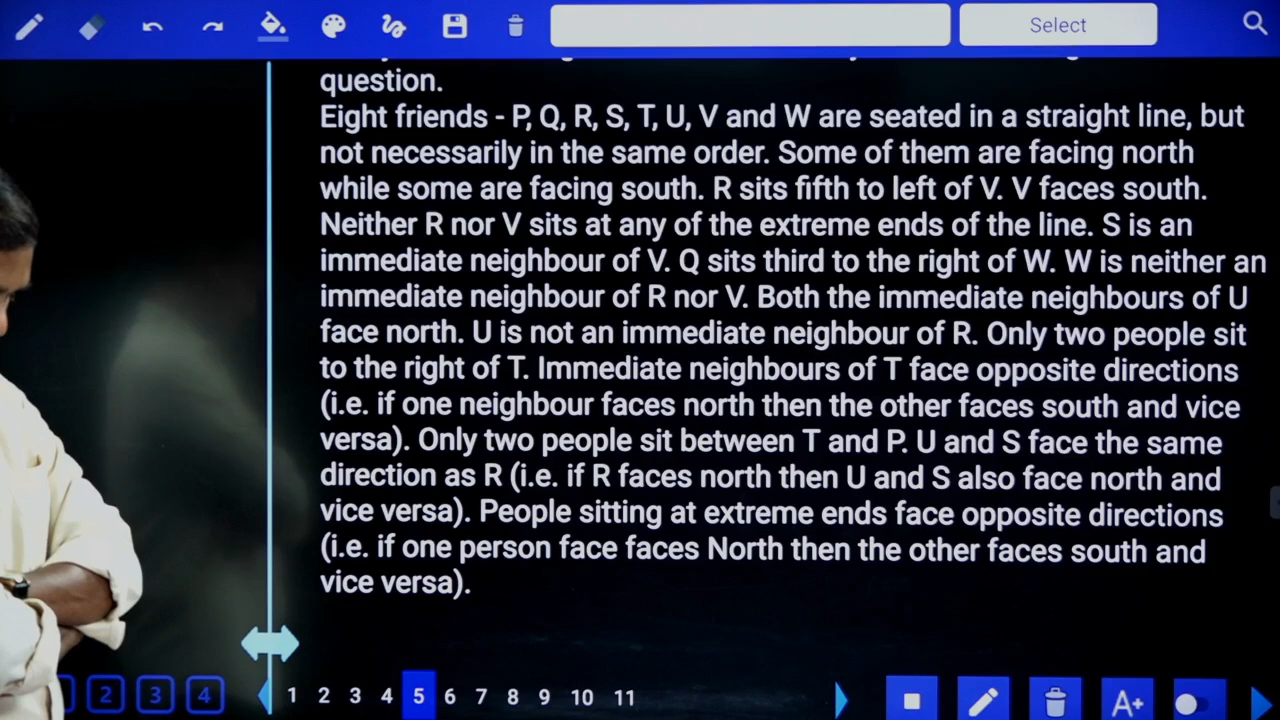 Select
question.
Eight friends - P, Q, R, S, T, U, V and W are seated in a straight line, but
not necessarily in the same order. Some of them are facing north
while some are facing south. R sits fifth to left of V. V faces south.
Neither R nor V sits at any of the extreme ends of the line. S is an
immediate neighbour of V. Q sits third to the right of W. W is neither an
immediate neighbour of R nor V. Both the immediate neighbours of U
face north. U is not an immediate neighbour of R. Only two people sit
to the right of T. Immediate neighbours of T face opposite directions
(i.e. if one neighbour faces north then the other faces south and vice
versa). Only two people sit between T and P. U and S face the same
direction as R (i.e. if R faces north then U and S also face north and
vice versa). People sitting at extreme ends face opposite directions
(i.e. if one person face faces North then the other faces south and
vice versa).
2 3 4 1 2 3 4 5 6 7 8 9 10 11 A+